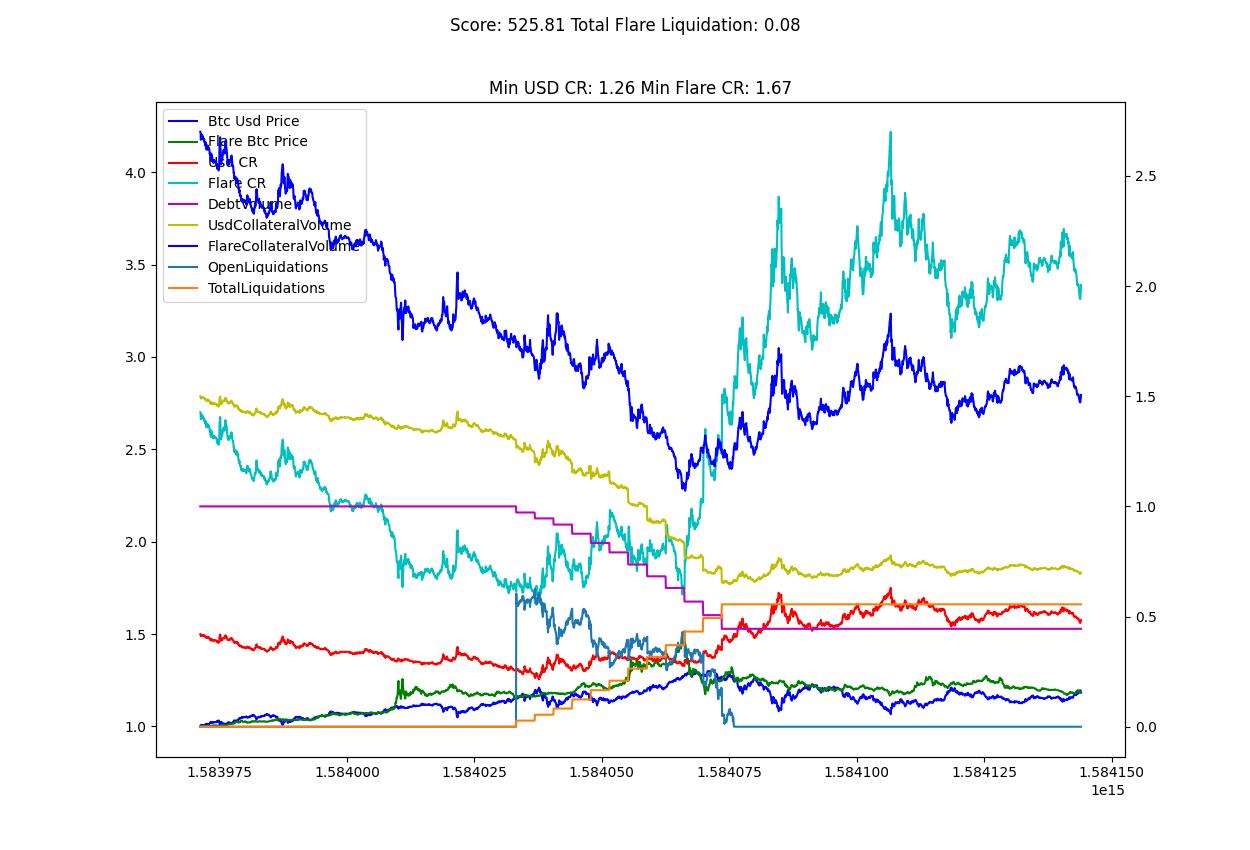 Score: 525.81 Total Flare Liquidation: 0.08
Min USD CR: 1.26 Min Flare CR: 1.67
Btc Usd Price
Flare Btc Price
Usd CR
Flare CR
DebtVolume
UsdCollateralVolume
FlareCollateralVolume
OpenLiquidations
TotalLiquidations
4.0
3.5
3.0
2.5
2.0
1.5
1.0
2.5
2.0
1.5
1.0
0.5
0.0
1.583975 1.584000 1.584025 1.584050 1.584075 1.584100 1.584125 1.584150
1e15